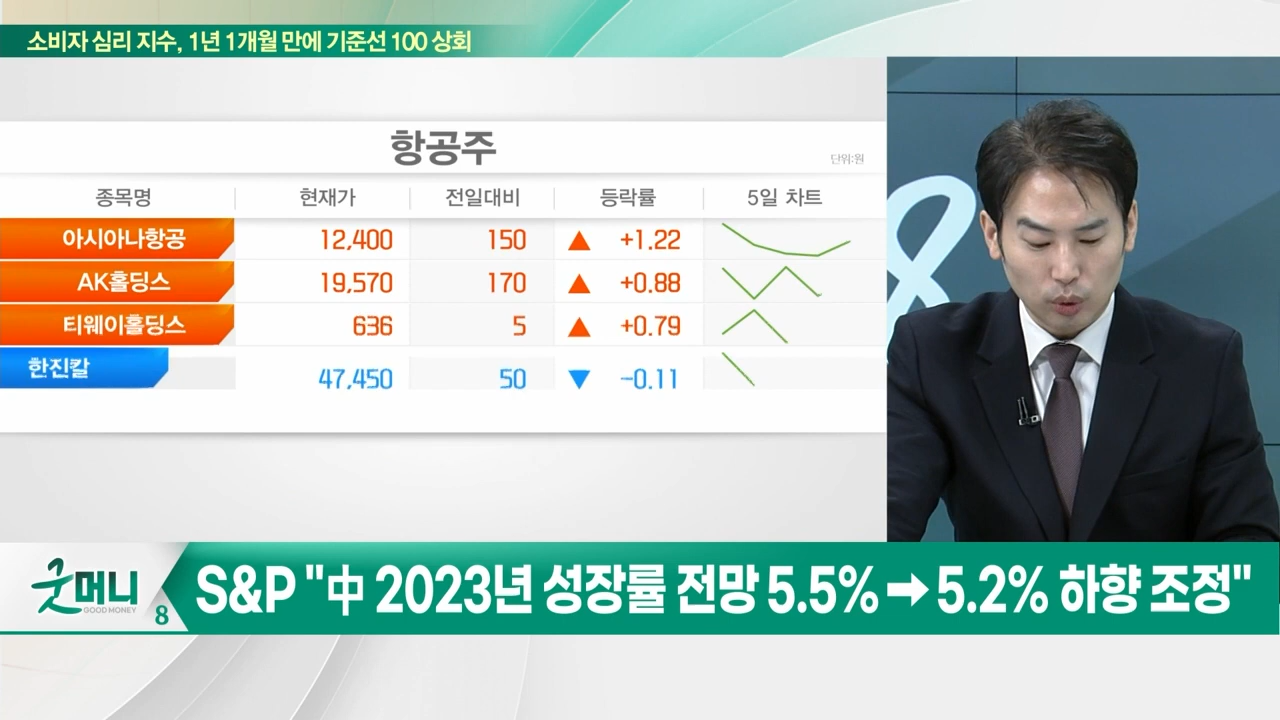 소비자 심리 지수, 1년 1개월 만에 기준선 100 상회
항공주
단위:원
종목명 현재가 전일대비 등락률 5일 차트
아시아나항공 12,400 150 ▲ +1.22
AK홀딩스 19,570 170 ▲ +0.88
티웨이홀딩스 636 5 ▲ +0.79
한진칼 47,450 50 ▼ -0.11
굿머니 GOOD MONEY 8
S&P "中 2023년 성장률 전망 5.5% ➡ 5.2% 하향 조정"